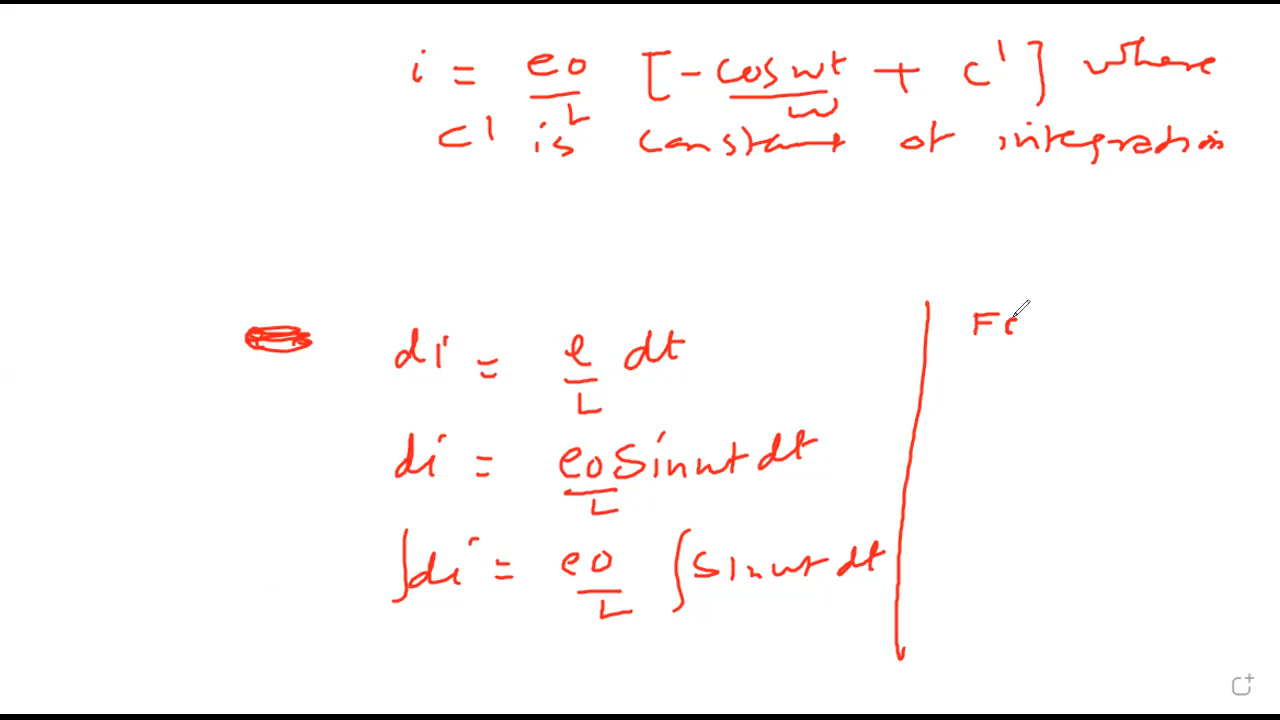 i = e0/L [-cos wt/w + c'] where
c' is constant of integration
di = e/L dt
di = e0/L sin wt dt
∫di = e0/L ∫sin wt dt
F